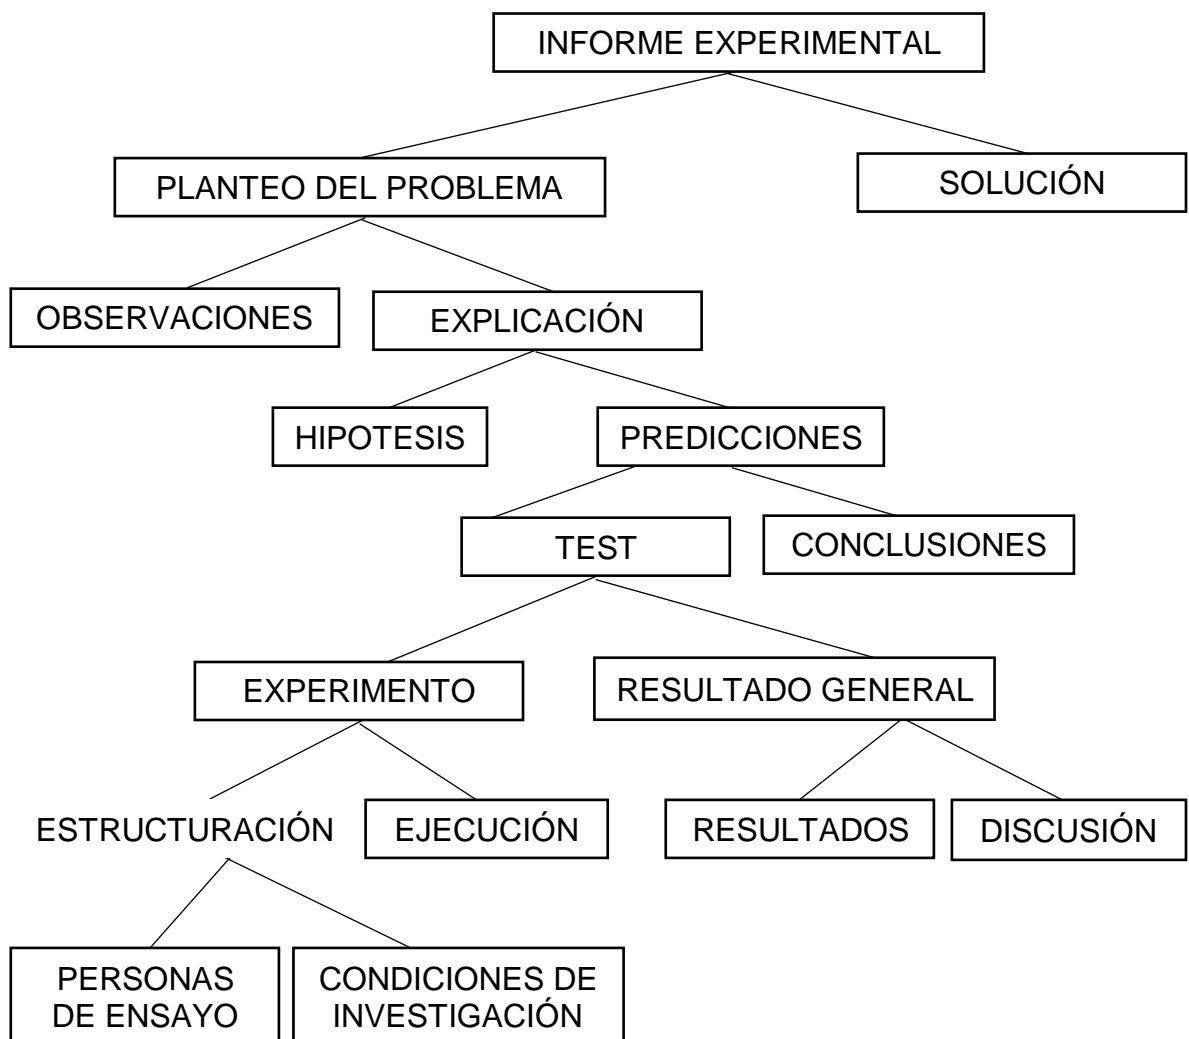 INFORME EXPERIMENTAL
PLANTEO DEL PROBLEMA
SOLUCIÓN
OBSERVACIONES
EXPLICACIÓN
HIPOTESIS
PREDICCIONES
TEST
CONCLUSIONES
EXPERIMENTO
RESULTADO GENERAL
ESTRUCTURACIÓN
EJECUCIÓN
RESULTADOS
DISCUSIÓN
PERSONAS
DE ENSAYO
CONDICIONES DE
INVESTIGACIÓN